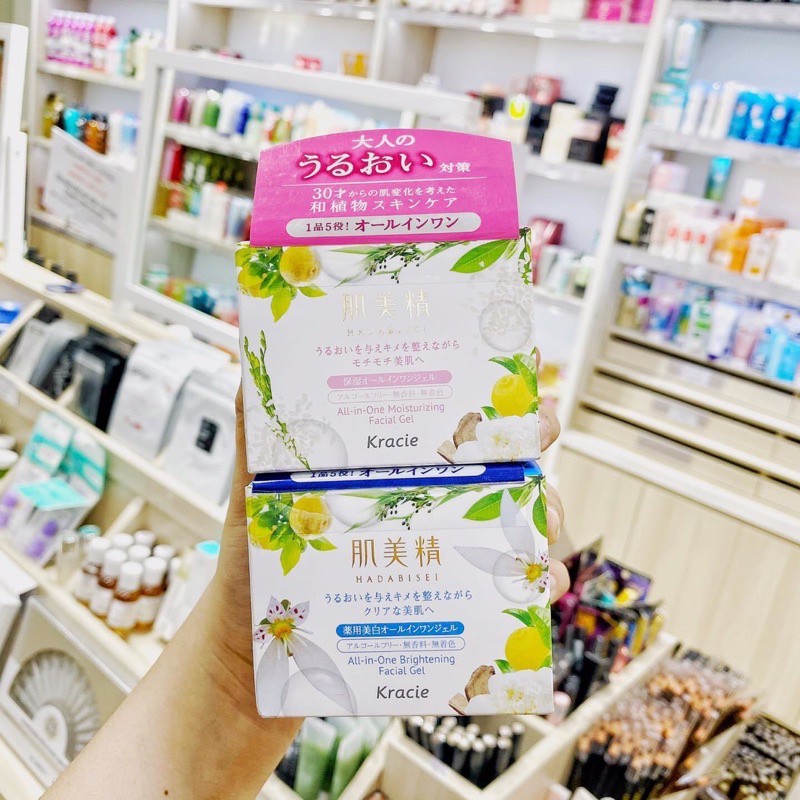 大人の
うるおい対策
30才からの肌変化を考えた
和植物スキンケア
1品5役!オールインワン
肌美精
HADABISEI
うるおいを与えキメを整えながら
モチモチ美肌へ
保湿オールインワンジェル
アルコールフリー・無香料・無着色
All-in-One Moisturizing
Facial Gel
Kracie
1品5役!オールインワン
肌美精
HADABISEI
うるおいを与えキメを整えながら
クリアな美肌へ
薬用美白オールインワンジェル
アルコールフリー・無香料・無着色
All-in-One Brightening
Facial Gel
Kracie